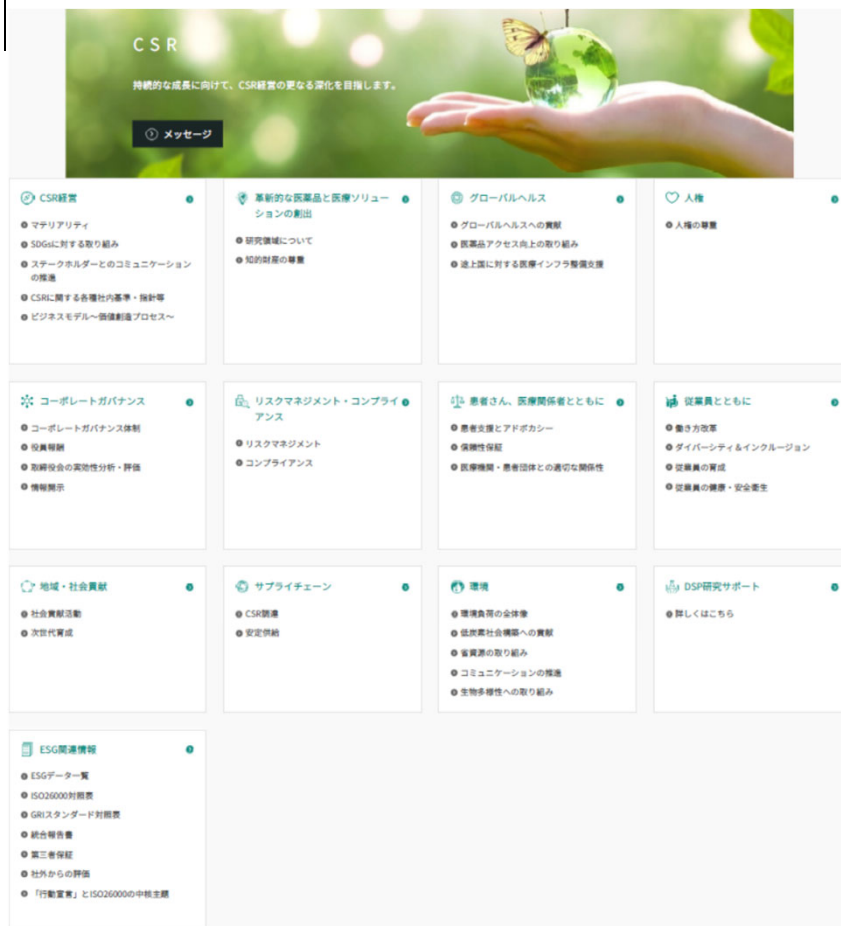 CSR
持続的な成長に向けて、CSR経営の更なる深化を目指します。
メッセージ
CSR経営
マテリアリティ
SDGsに対する取り組み
ステークホルダーとのコミュニケーション
の推進
CSRに関する各種社内基準・指針等
ビジネスモデル～価値創造プロセス～
革新的な医薬品と医療ソリュー
ションの創出
研究領域について
知的財産の尊重
グローバルヘルス
グローバルヘルスへの貢献
医薬品アクセス向上の取り組み
途上国に対する医療インフラ整備支援
人権
人権の尊重
コーポレートガバナンス
コーポレートガバナンス体制
役員報酬
取締役会の実効性分析・評価
情報開示
リスクマネジメント・コンプライ
アンス
リスクマネジメント
コンプライアンス
患者さん、医療関係者とともに
患者支援とアドボカシー
信頼性保証
医療機関・患者団体との適切な関係性
従業員とともに
働き方改革
ダイバーシティ＆インクルージョン
従業員の育成
従業員の健康・安全衛生
地域・社会貢献
社会貢献活動
次世代育成
サプライチェーン
CSR調達
安定供給
環境
環境負荷の全体像
低炭素社会構築への貢献
省資源の取り組み
コミュニケーションの推進
生物多様性への取り組み
DSP研究サポート
詳しくはこちら
ESG関連情報
ESGデータ一覧
ISO26000対照表
GRIスタンダード対照表
統合報告書
第三者保証
社外からの評価
「行動宣言」とISO26000の中核主題